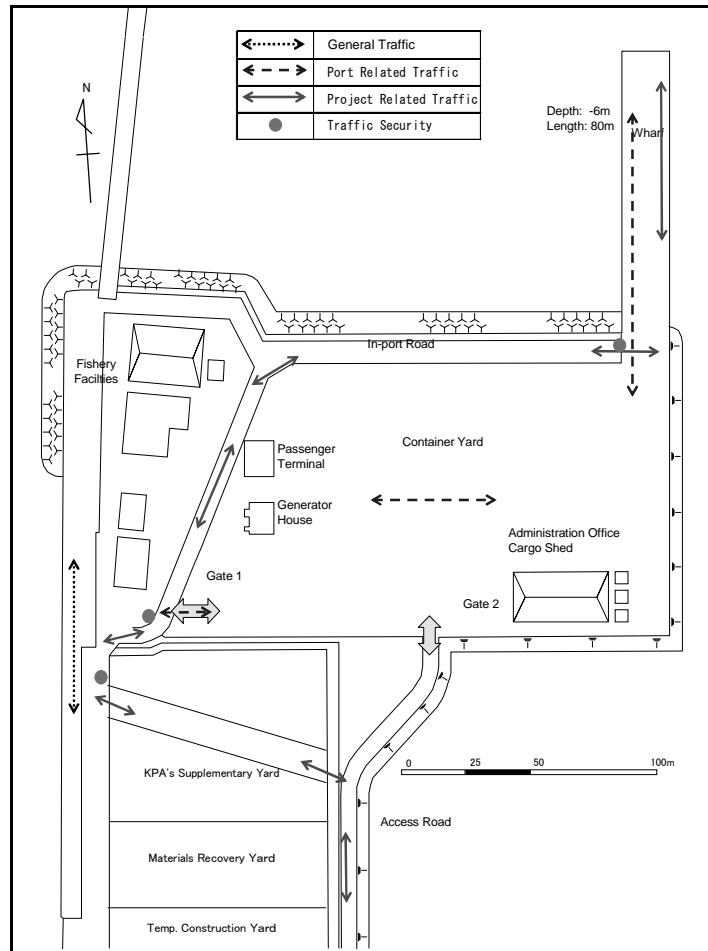 General Traffic
Port Related Traffic
Project Related Traffic
Traffic Security
N
Depth: -6m
Length: 80m
Wharf
In-port Road
Fishery
Facilties
Passenger
Terminal
Container Yard
Generator
House
Administration Office
Cargo Shed
Gate 1
Gate 2
KPA's Supplementary Yard
0 25 50 100m
Access Road
Materials Recovery Yard
Temp. Construction Yard